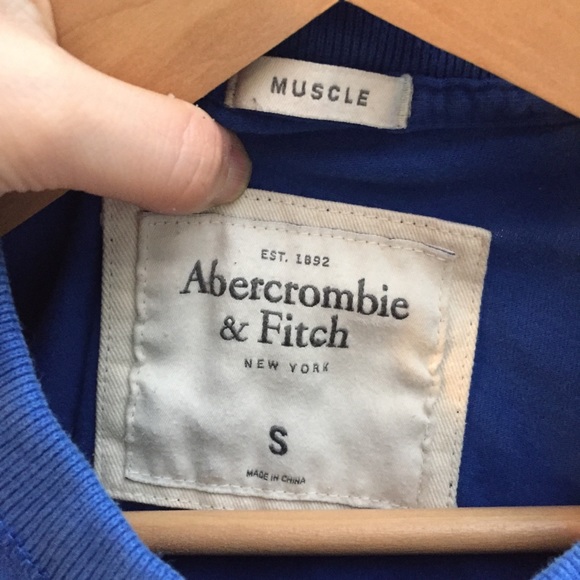 MUSCLE
EST. 1892
Abercrombie
& Fitch
NEW YORK
S
MADE IN CHINA